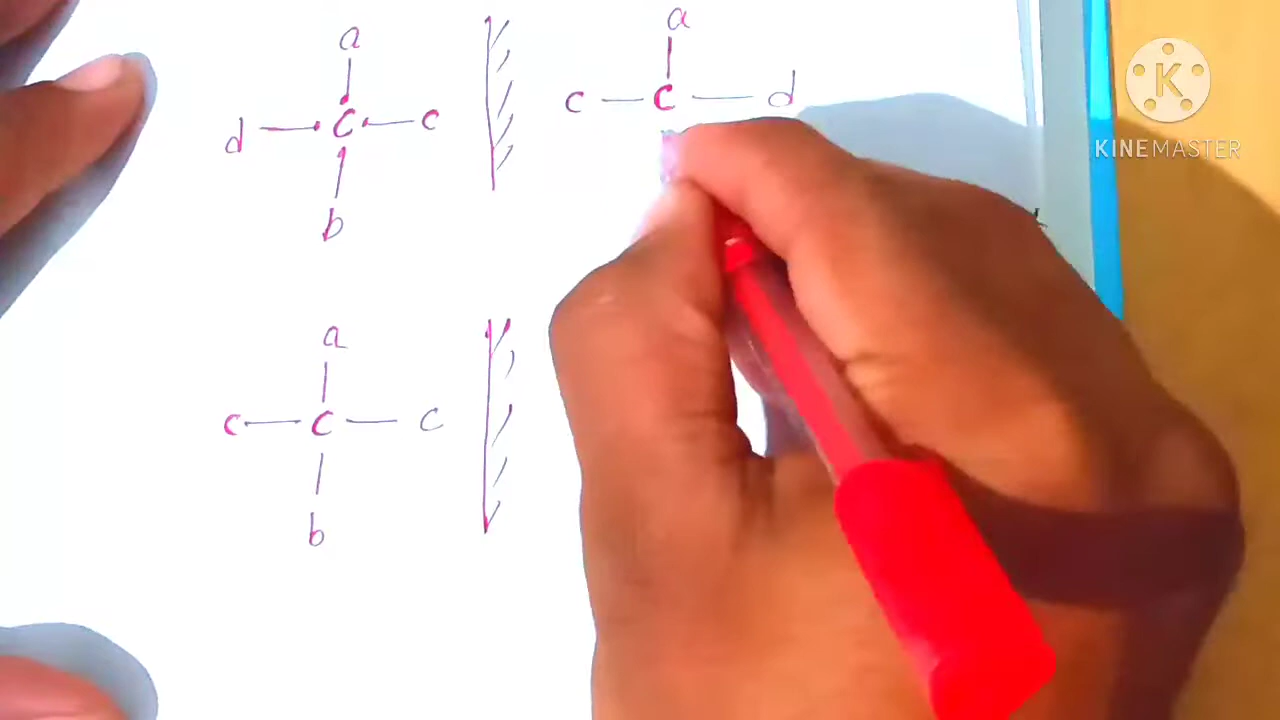 a
a
d — C — c
c — c — d
b
a
c — c — c
b
K
KINEMASTER